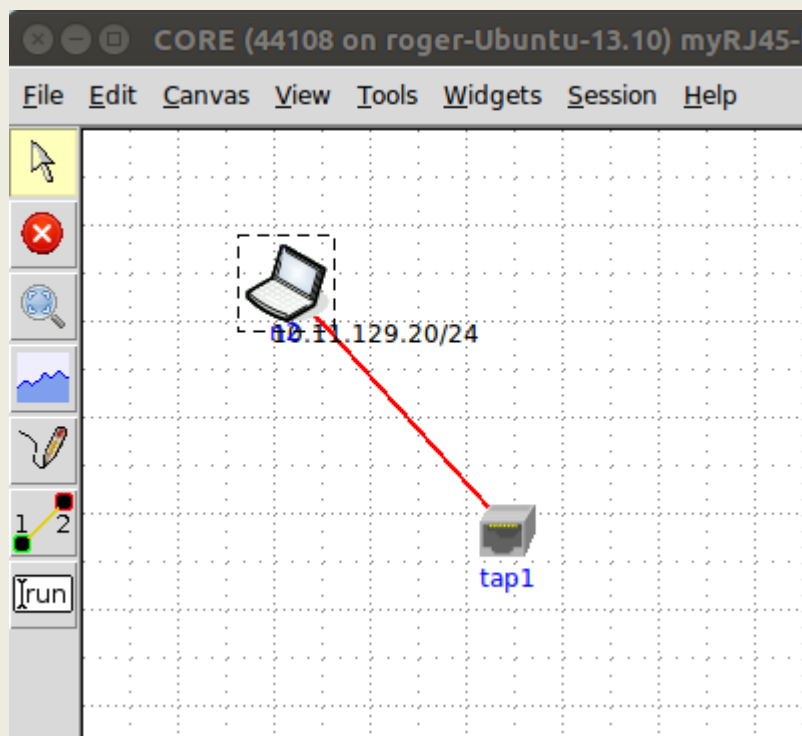 CORE (44108 on roger-Ubuntu-13.10) myRJ45-
File Edit Canvas View Tools Widgets Session Help
10.11.129.20/24
1 2
run
tap1